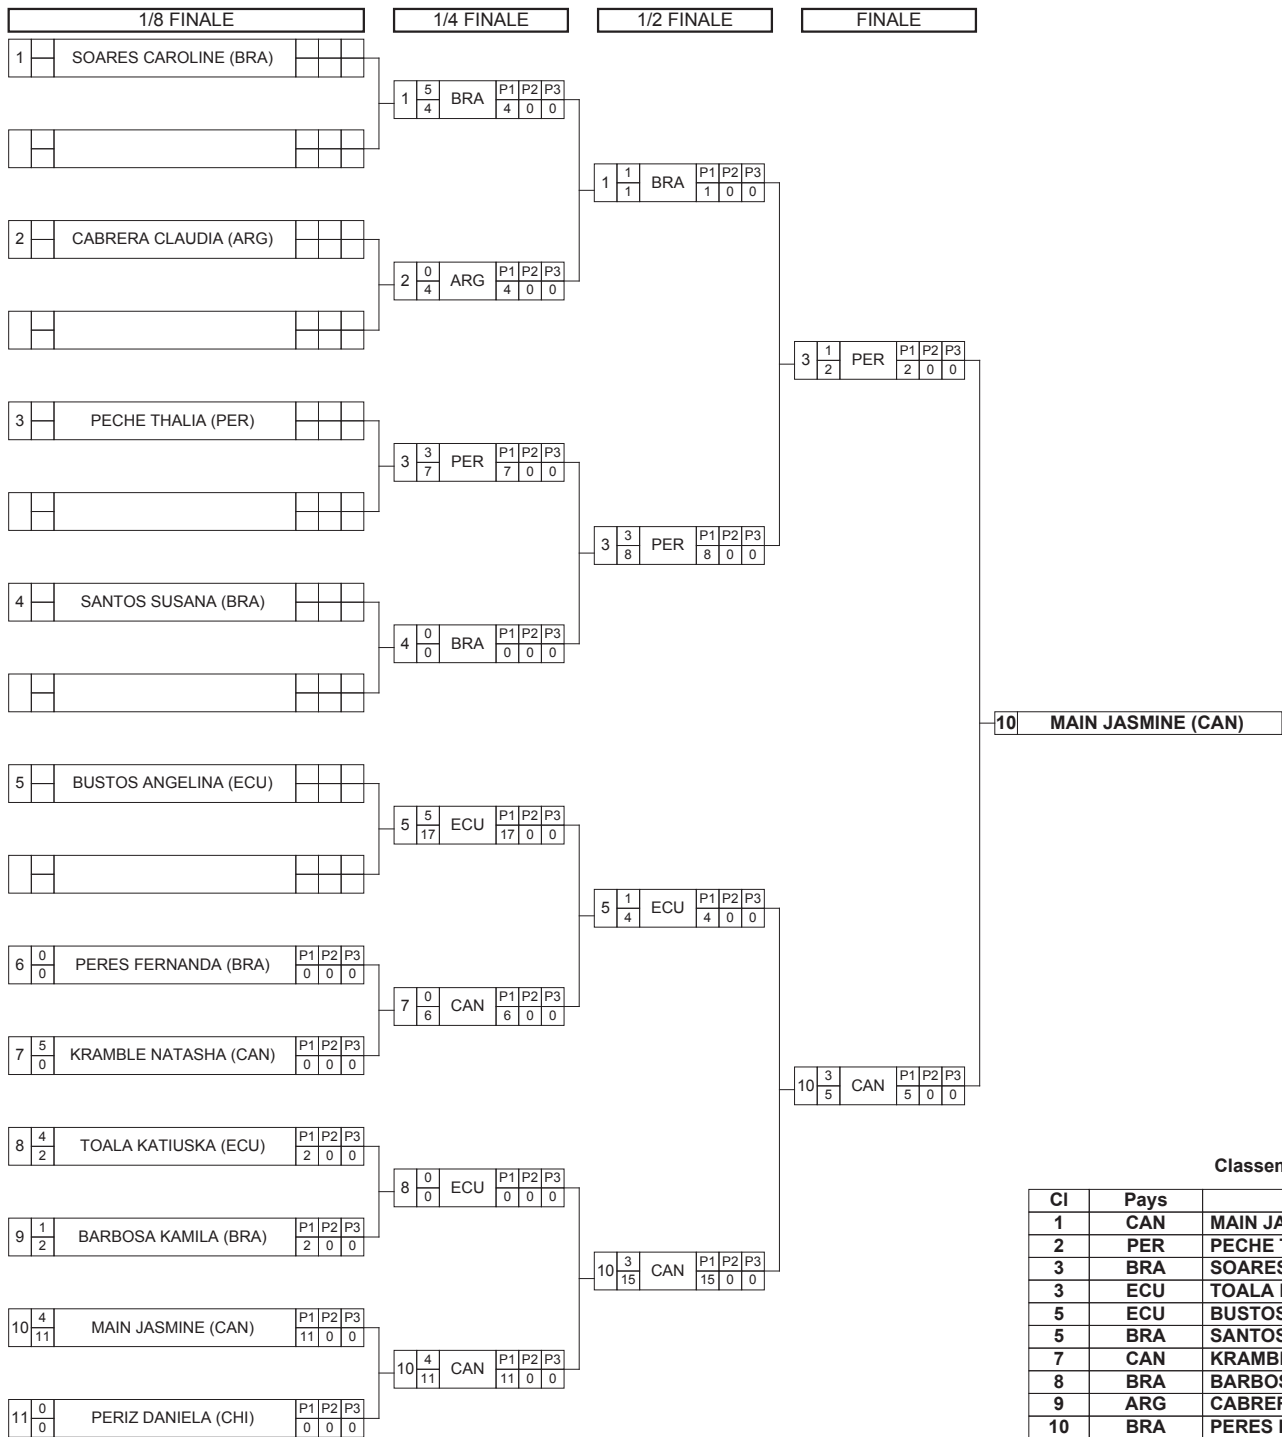 1/8 FINALE 1/4 FINALE 1/2 FINALE FINALE
1 SOARES CAROLINE (BRA)
1 5 4 BRA P1 P2 P3 4 0 0
1 1 1 BRA P1 P2 P3 1 0 0
2 CABRERA CLAUDIA (ARG)
2 0 4 ARG P1 P2 P3 4 0 0
3 1 2 PER P1 P2 P3 2 0 0
3 PECHE THALIA (PER)
3 3 7 PER P1 P2 P3 7 0 0
3 3 8 PER P1 P2 P3 8 0 0
4 SANTOS SUSANA (BRA)
4 0 0 BRA P1 P2 P3 0 0 0
10 MAIN JASMINE (CAN)
5 BUSTOS ANGELINA (ECU)
5 5 17 ECU P1 P2 P3 17 0 0
5 1 4 ECU P1 P2 P3 4 0 0
6 0 0 PERES FERNANDA (BRA) P1 P2 P3 0 0 0
7 0 6 CAN P1 P2 P3 6 0 0
7 5 0 KRAMBLE NATASHA (CAN) P1 P2 P3 0 0 0
10 3 5 CAN P1 P2 P3 5 0 0
8 4 2 TOALA KATIUSKA (ECU) P1 P2 P3 2 0 0
8 0 0 ECU P1 P2 P3 0 0 0
9 1 2 BARBOSA KAMILA (BRA) P1 P2 P3 2 0 0
10 3 15 CAN P1 P2 P3 15 0 0
10 4 11 MAIN JASMINE (CAN) P1 P2 P3 11 0 0
10 4 11 CAN P1 P2 P3 11 0 0
11 0 0 PERIZ DANIELA (CHI) P1 P2 P3 0 0 0
Classem
Cl Pays
1 CAN MAIN JA
2 PER PECHE
3 BRA SOARES
3 ECU TOALA
5 ECU BUSTOS
5 BRA SANTOS
7 CAN KRAMBL
8 BRA BARBOS
9 ARG CABRER
10 BRA PERES